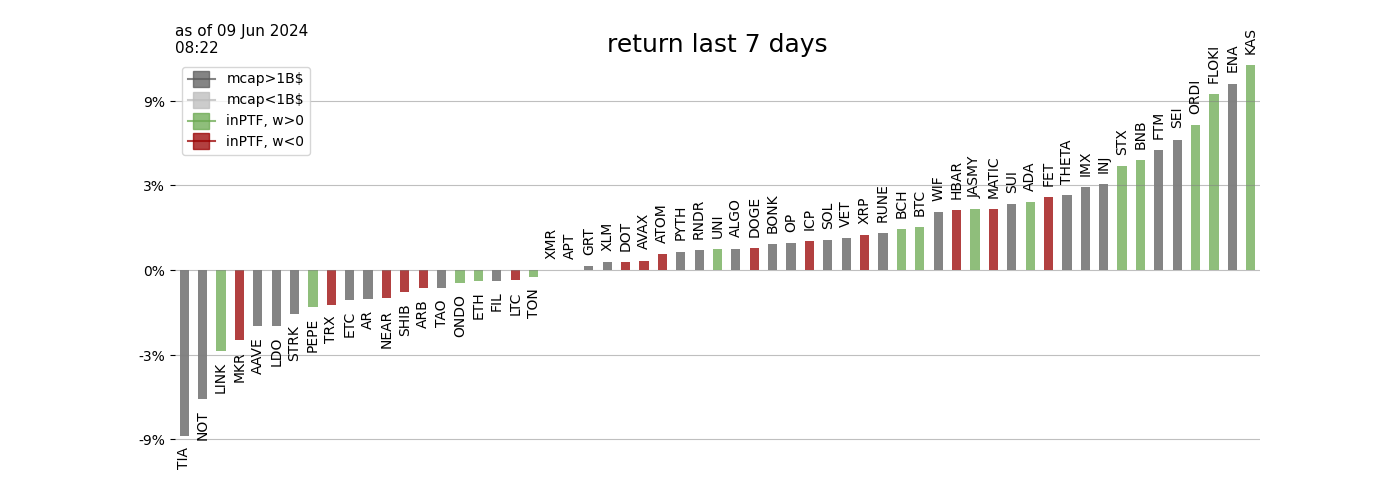 as of 09 Jun 2024
08:22
return last 7 days
mcap>1B$
mcap<1B$
inPTF, w>0
inPTF, w<0
9%
3%
0%
-3%
-9%
TIA
NOT
LINK
MKR
AAVE
LDO
STRK
PEPE
TRX
ETC
AR
NEAR
SHIB
ARB
TAO
ONDO
ETH
FIL
LTC
TON
XMR
APT
GRT
XLM
DOT
AVAX
ATOM
PYTH
RNDR
UNI
ALGO
DOGE
BONK
OP
ICP
SOL
VET
XRP
RUNE
BCH
BTC
WIF
HBAR
JASMY
MATIC
SUI
ADA
FET
THETA
IMX
INJ
STX
BNB
FTM
SEI
ORDI
FLOKI
ENA
KAS